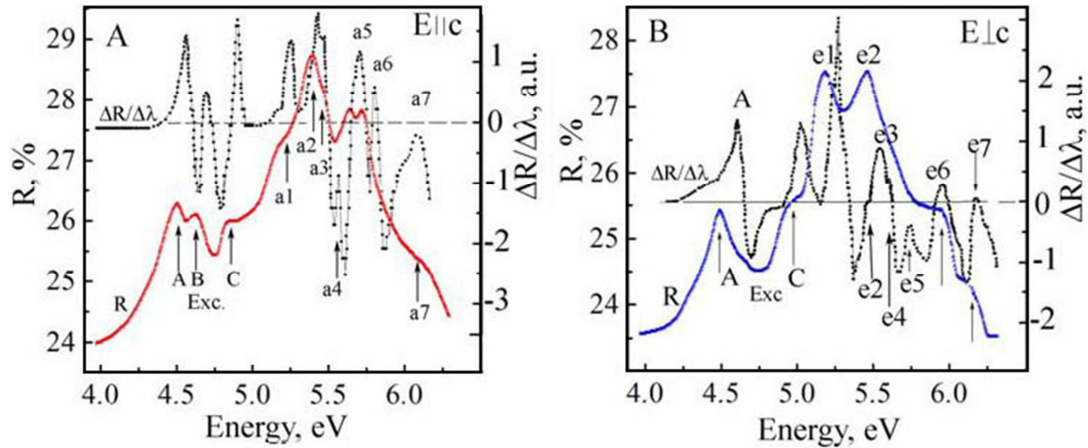 A
E||c
R, %
29
28
27
26
25
24
ΔR/Δλ
a5
a6
a7
a2
a3
a1
a4
a7
A
B
C
Exc.
R
1
0
-1
-2
-3
ΔR/Δλ, a.u.
4.0 4.5 5.0 5.5 6.0
Energy, eV
B
E⊥c
R, %
28
27
26
25
24
e1
e2
A
ΔR/Δλ
e3
e6
e7
A
Exc
C
e2
e4
e5
R
2
1
0
-1
-2
ΔR/Δλ, a.u.
4.0 4.5 5.0 5.5 6.0
Energy, eV